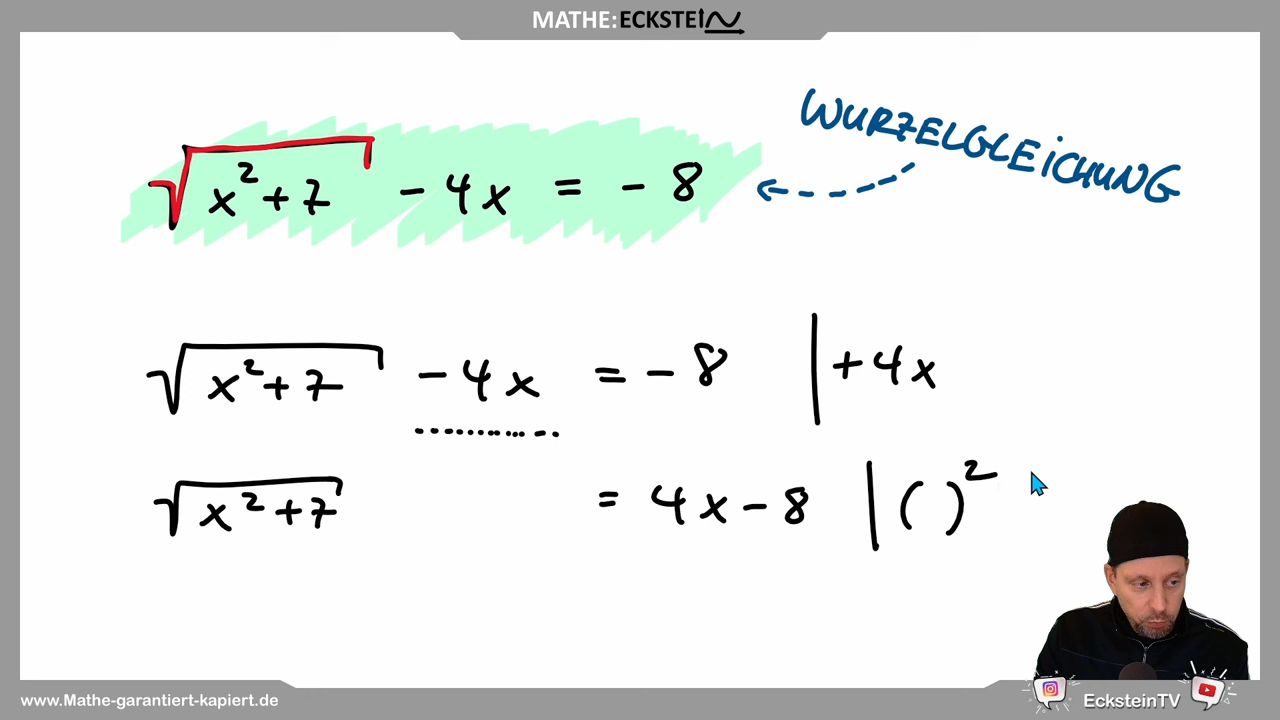 MATHE:ECKSTEIN
WURZELGLEICHUNG
√(x²+7) - 4x = - 8
√(x²+7) - 4x = - 8 | +4x
√(x²+7) = 4x - 8 | ( )²
www.Mathe-garantiert-kapiert.de
EcksteinTV